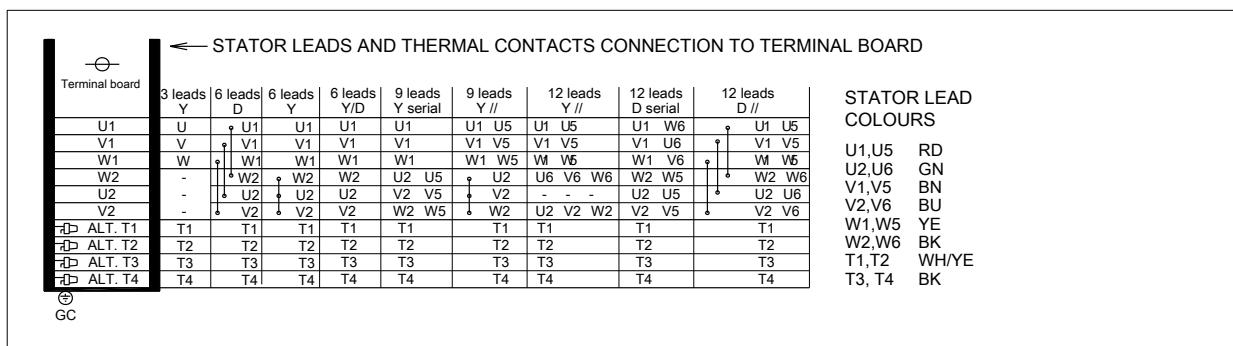 STATOR LEADS AND THERMAL CONTACTS CONNECTION TO TERMINAL BOARD
Terminal board
3 leads 6 leads 6 leads 6 leads 9 leads 9 leads 12 leads 12 leads 12 leads
Y D Y Y/D Y serial Y // Y // D serial D //
U1 U U1 U1 U1 U1 U1 U5 U1 U5 U1 W6 U1 U5
V1 V V1 V1 V1 V1 V1 V5 V1 V5 V1 U6 V1 V5
W1 W W1 W1 W1 W1 W1 W5 W1 W5 W1 V6 W1 W5
W2 - W2 W2 W2 U2 U5 U2 U6 V6 W6 W2 W5 W2 W6
U2 - U2 U2 U2 V2 V5 V2 - - - U2 U5 U2 U6
V2 - V2 V2 V2 W2 W5 W2 U2 V2 W2 V2 V5 V2 V6
ALT. T1 T1 T1 T1 T1 T1 T1 T1 T1 T1
ALT. T2 T2 T2 T2 T2 T2 T2 T2 T2 T2
ALT. T3 T3 T3 T3 T3 T3 T3 T3 T3 T3
ALT. T4 T4 T4 T4 T4 T4 T4 T4 T4 T4
GC
STATOR LEAD
COLOURS
U1,U5 RD
U2,U6 GN
V1,V5 BN
V2,V6 BU
W1,W5 YE
W2,W6 BK
T1,T2 WH/YE
T3, T4 BK